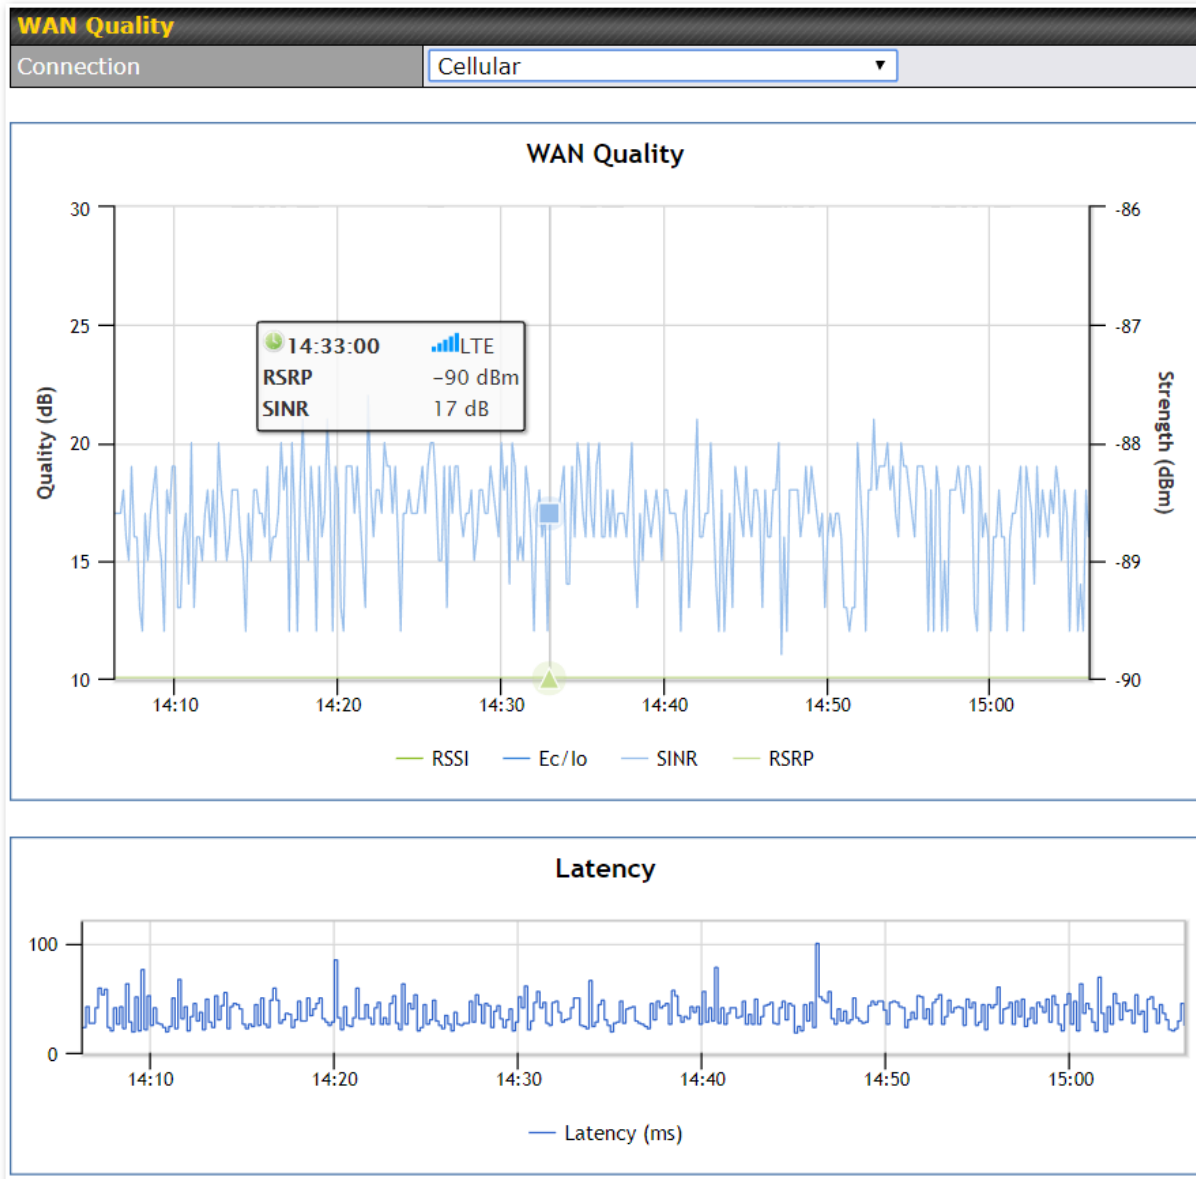 WAN Quality
Connection
Cellular
WAN Quality
30
-86
25
-87
14:33:00 LTE
RSRP -90 dBm
SINR 17 dB
Quality (dB)
Strength (dBm)
20
-88
15
-89
10
-90
14:10 14:20 14:30 14:40 14:50 15:00
RSSI Ec/Io SINR RSRP
Latency
100
0
14:10 14:20 14:30 14:40 14:50 15:00
Latency (ms)